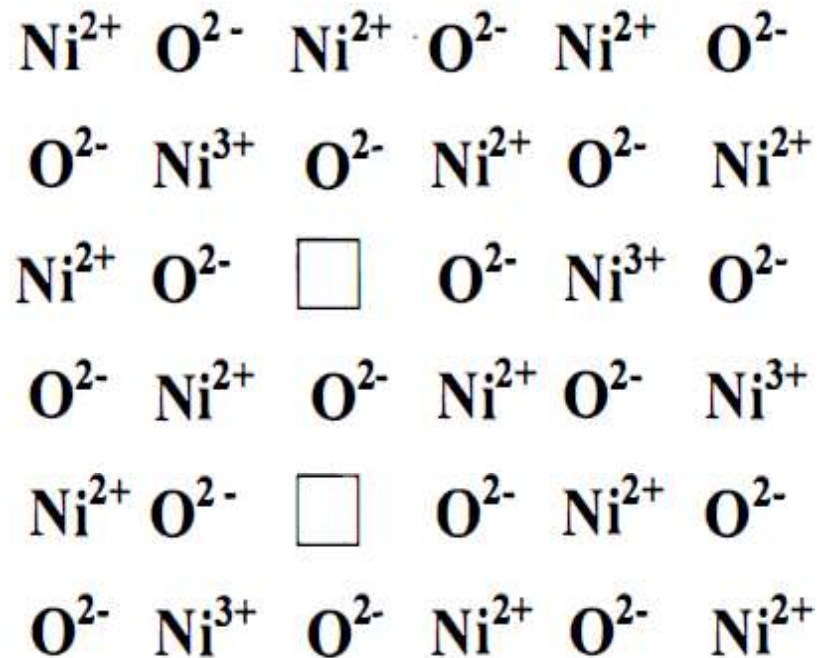 Ni²⁺ O²⁻ Ni²⁺ O²⁻ Ni²⁺ O²⁻
O²⁻ Ni³⁺ O²⁻ Ni²⁺ O²⁻ Ni²⁺
Ni²⁺ O²⁻ O²⁻ Ni³⁺ O²⁻
O²⁻ Ni²⁺ O²⁻ Ni²⁺ O²⁻ Ni³⁺
Ni²⁺ O²⁻ O²⁻ Ni²⁺ O²⁻
O²⁻ Ni³⁺ O²⁻ Ni²⁺ O²⁻ Ni²⁺